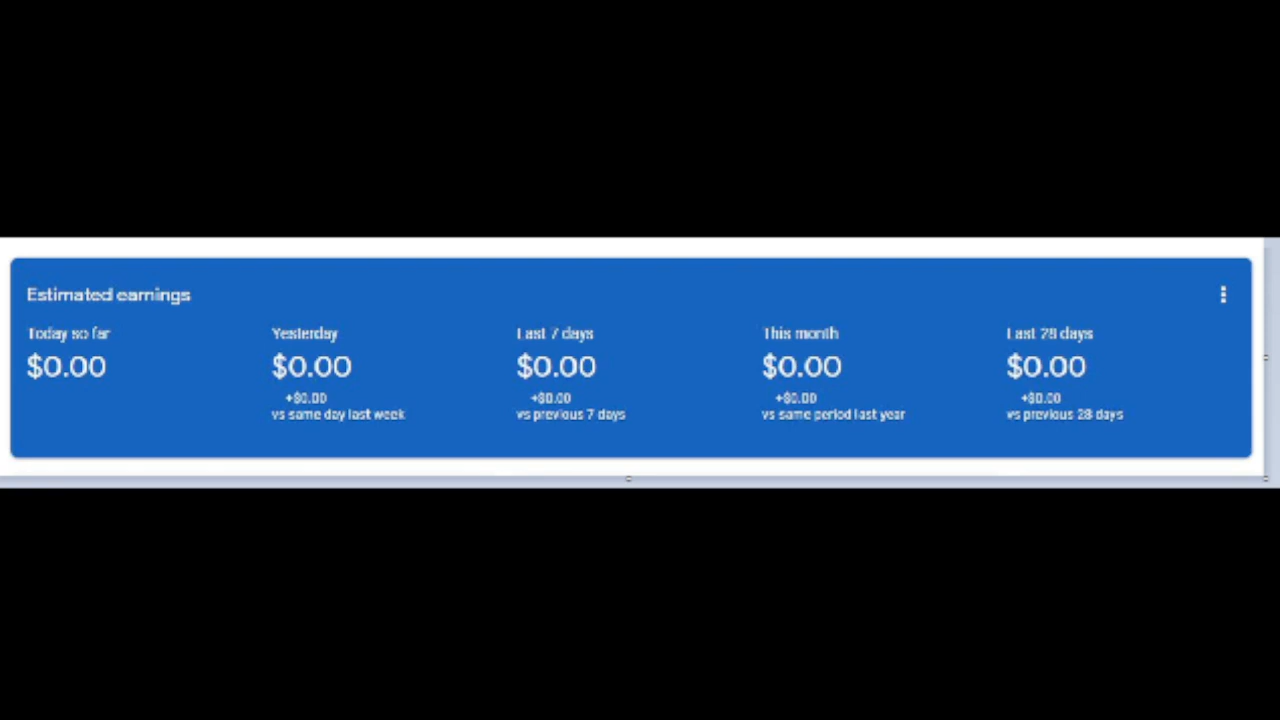 Estimated earnings
Today so far
$0.00
Yesterday
$0.00
+$0.00
vs same day last week
Last 7 days
$0.00
+$0.00
vs previous 7 days
This month
$0.00
+$0.00
vs same period last year
Last 28 days
$0.00
+$0.00
vs previous 28 days